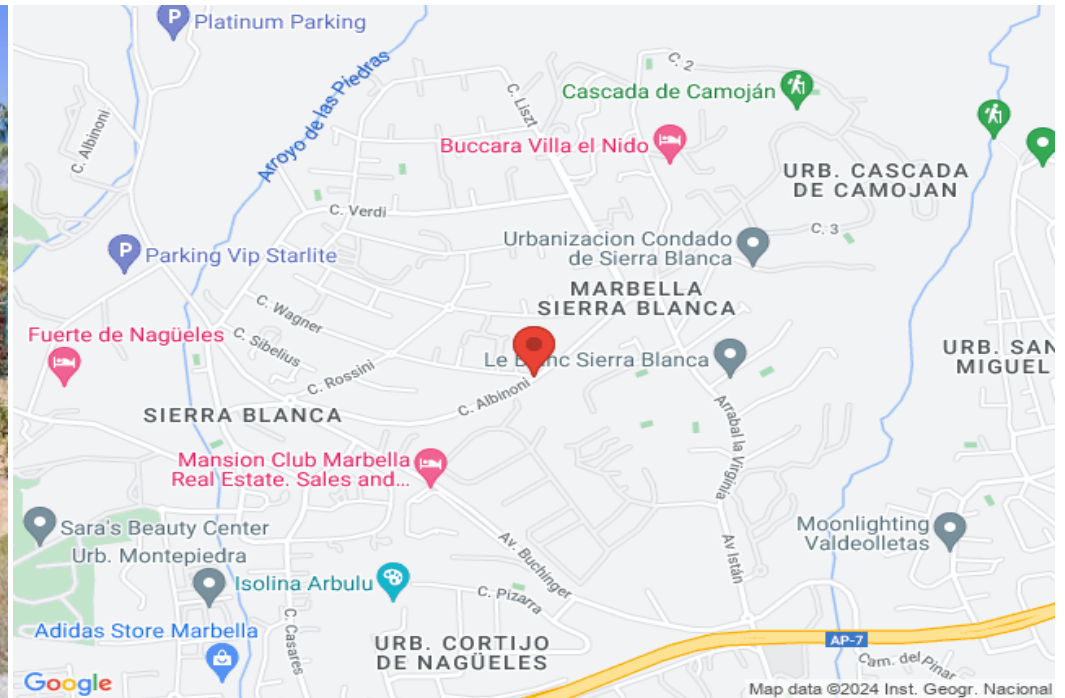 Platinum Parking
Arroyo de las Piedras
C. 2
C. Liszt
Cascada de Camoján
C. Albinoni
Buccara Villa el Nido
URB. CASCADA
DE CAMOJAN
C. Verdi
C. 3
Urbanizacion Condado
de Sierra Blanca
Parking Vip Starlite
MARBELLA
SIERRA BLANCA
C. Wagner
Fuerte de Nagüeles
C. Sibelius
Le Blanc Sierra Blanca
URB. SAN
MIGUEL
C. Rossini
C. Albinoni
SIERRA BLANCA
Arrabal la Virginia
Mansion Club Marbella
Real Estate. Sales and...
Sara's Beauty Center
Moonlighting
Valdeolletas
Urb. Montepiedra
Av. Buchinger
Av Istán
Isolina Arbulu
C. Pizarra
C. Casares
Adidas Store Marbella
URB. CORTIJO
DE NAGÜELES
AP-7
Cam. del Pinar
Google
Map data ©2024 Inst. Geogr. Nacional